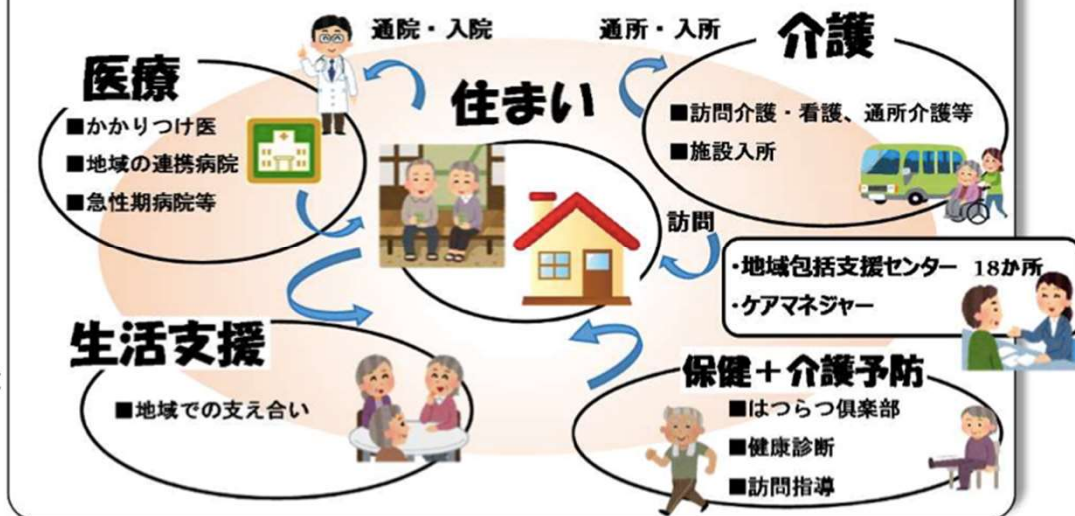 通院・入院
通所・入所
介護
医療
住まい
■かかりつけ医
■地域の連携病院
■急性期病院等
■訪問介護・看護、通所介護等
■施設入所
訪問
・地域包括支援センター 18か所
・ケアマネジャー
生活支援
■地域での支え合い
保健＋介護予防
■はつらつ倶楽部
■健康診断
■訪問指導